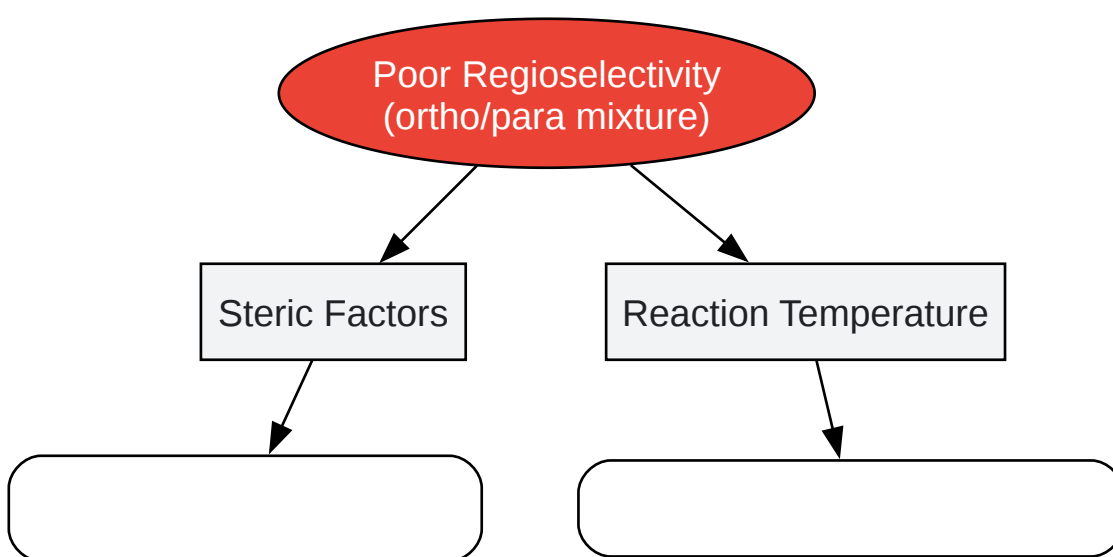 Poor Regioselectivity
(ortho/para mixture)
Steric Factors
Reaction Temperature